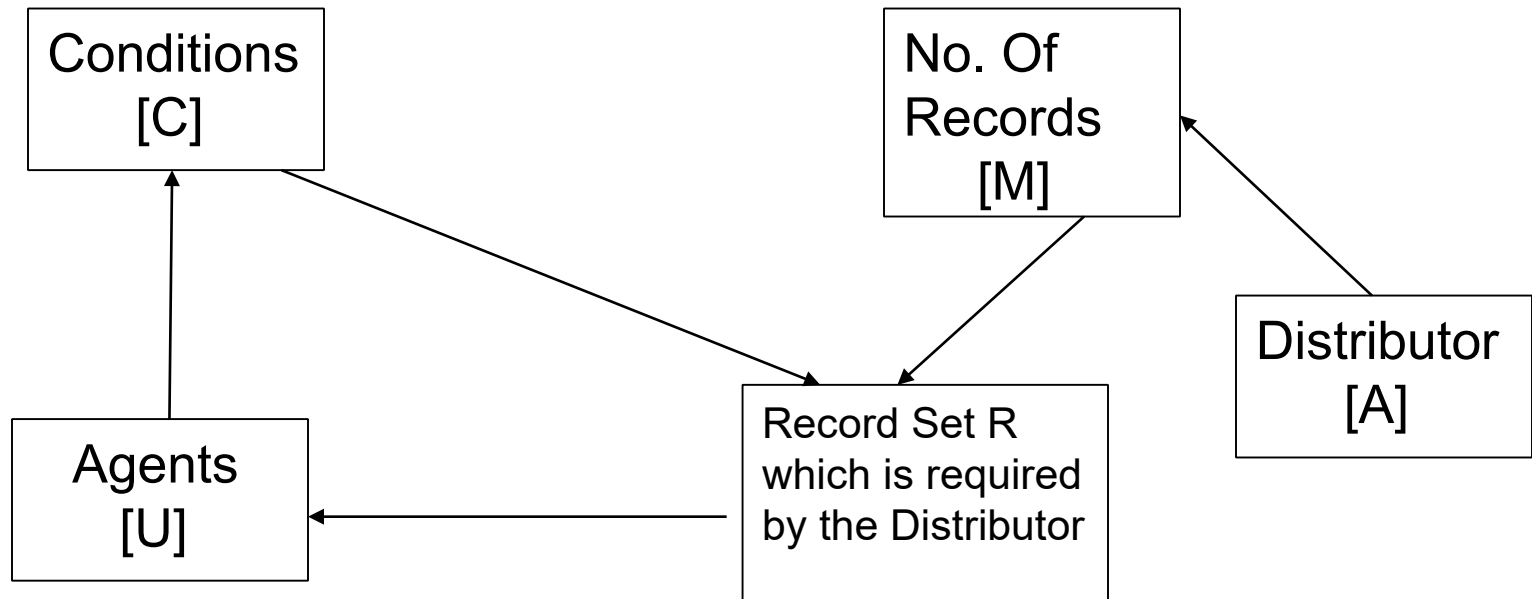 Conditions
[C]
No. Of
Records
[M]
Distributor
[A]
Agents
[U]
Record Set R
which is required
by the Distributor